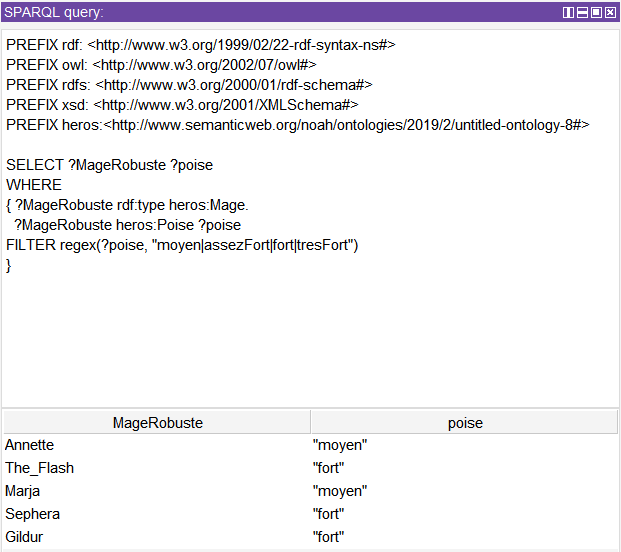 SPARQL query:
PREFIX rdf: <http://www.w3.org/1999/02/22-rdf-syntax-ns#>
PREFIX owl: <http://www.w3.org/2002/07/owl#>
PREFIX rdfs: <http://www.w3.org/2000/01/rdf-schema#>
PREFIX xsd: <http://www.w3.org/2001/XMLSchema#>
PREFIX heros:<http://www.semanticweb.org/noah/ontologies/2019/2/untitled-ontology-8#>
SELECT ?MageRobuste ?poise
WHERE
{ ?MageRobuste rdf:type heros:Mage.
?MageRobuste heros:Poise ?poise
FILTER regex(?poise, "moyen|assezFort|fort|tresFort")
}
MageRobuste poise
Annette "moyen"
The_Flash "fort"
Marja "moyen"
Sephera "fort"
Gildur "fort"